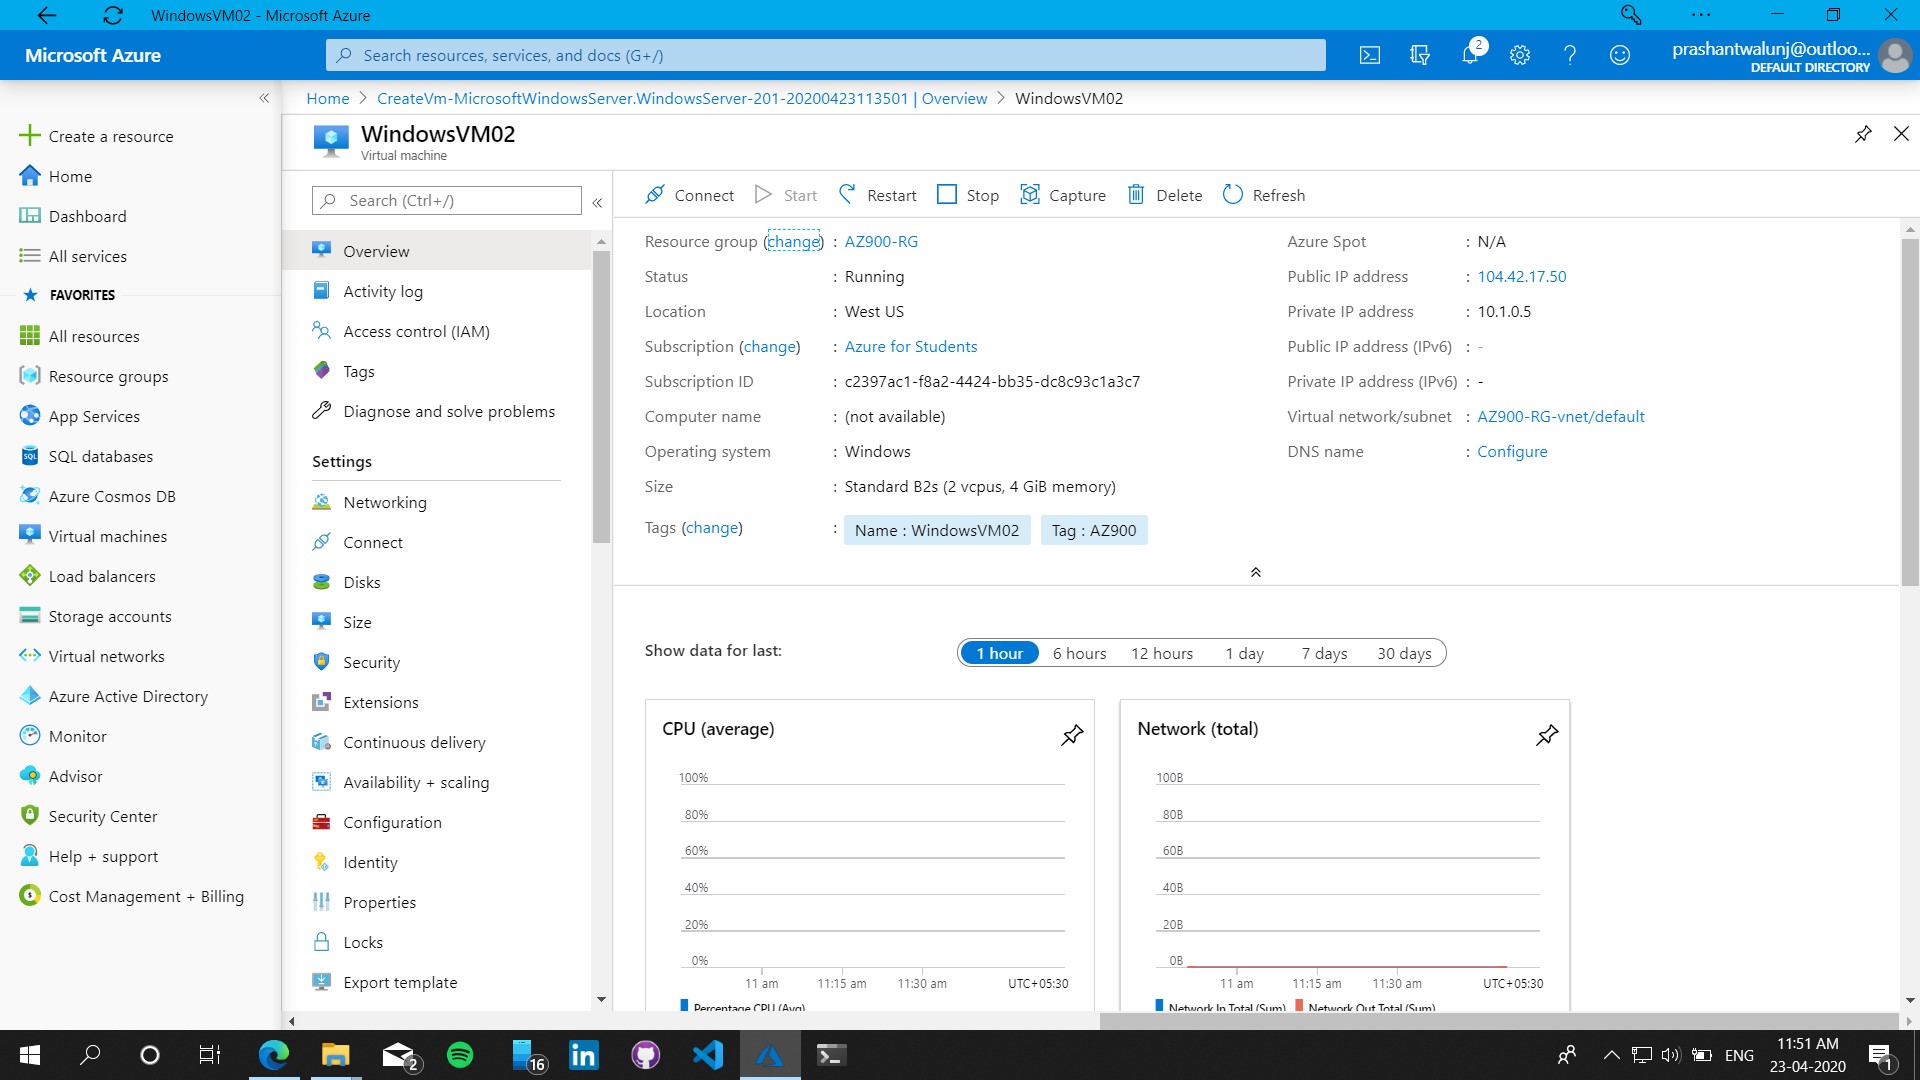 WindowsVM02 - Microsoft Azure
Microsoft Azure
Search resources, services, and docs (G+/)
2
prashantwalunj@outloo...
DEFAULT DIRECTORY
Home > CreateVm-MicrosoftWindowsServer.WindowsServer-201-20200423113501 | Overview > WindowsVM02
WindowsVM02
Virtual machine
Create a resource
Home
Dashboard
All services
FAVORITES
All resources
Resource groups
App Services
SQL databases
Azure Cosmos DB
Virtual machines
Load balancers
Storage accounts
Virtual networks
Azure Active Directory
Monitor
Advisor
Security Center
Help + support
Cost Management + Billing
Search (Ctrl+/)
Overview
Activity log
Access control (IAM)
Tags
Diagnose and solve problems
Settings
Networking
Connect
Disks
Size
Security
Extensions
Continuous delivery
Availability + scaling
Configuration
Identity
Properties
Locks
Export template
Connect Start Restart Stop Capture Delete Refresh
Resource group (change) : AZ900-RG
Status : Running
Location : West US
Subscription (change) : Azure for Students
Subscription ID : c2397ac1-f8a2-4424-bb35-dc8c93c1a3c7
Computer name : (not available)
Operating system : Windows
Size : Standard B2s (2 vcpus, 4 GiB memory)
Tags (change) : Name : WindowsVM02 Tag : AZ900
Azure Spot : N/A
Public IP address : 104.42.17.50
Private IP address : 10.1.0.5
Public IP address (IPv6) : -
Private IP address (IPv6) : -
Virtual network/subnet : AZ900-RG-vnet/default
DNS name : Configure
Show data for last: 1 hour 6 hours 12 hours 1 day 7 days 30 days
CPU (average)
100%
80%
60%
40%
20%
0%
11 am 11:15 am 11:30 am UTC+05:30
Percentage CPU (Avg)
Network (total)
100B
80B
60B
40B
20B
0B
11 am 11:15 am 11:30 am UTC+05:30
Network In Total (Sum) Network Out Total (Sum)
2
16
ENG
11:51 AM
23-04-2020
1